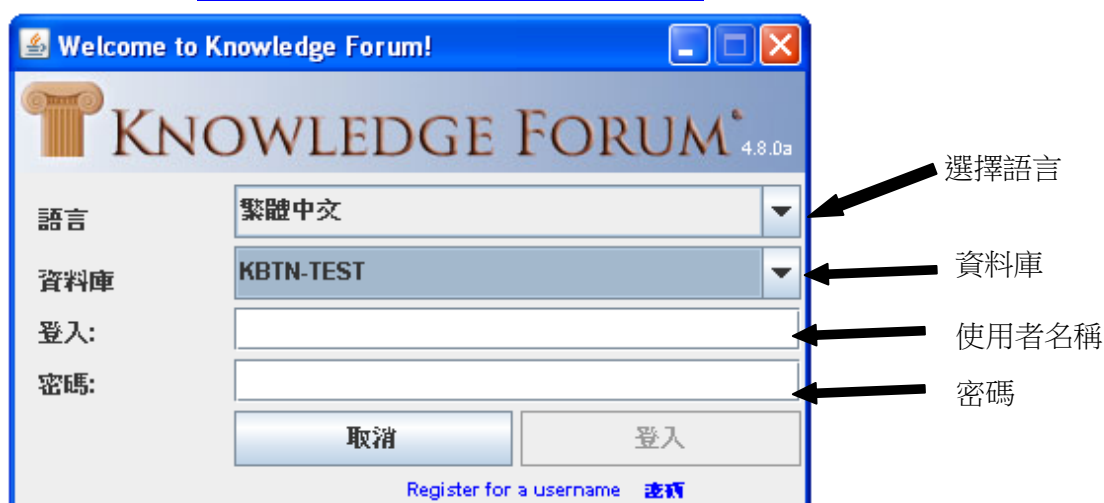 Welcome to Knowledge Forum!
KNOWLEDGE FORUM 4.8.0a
語言 繁體中文 選擇語言
資料庫 KBTN-TEST 資料庫
登入: 使用者名稱
密碼: 密碼
取消 登入
Register for a username 選項